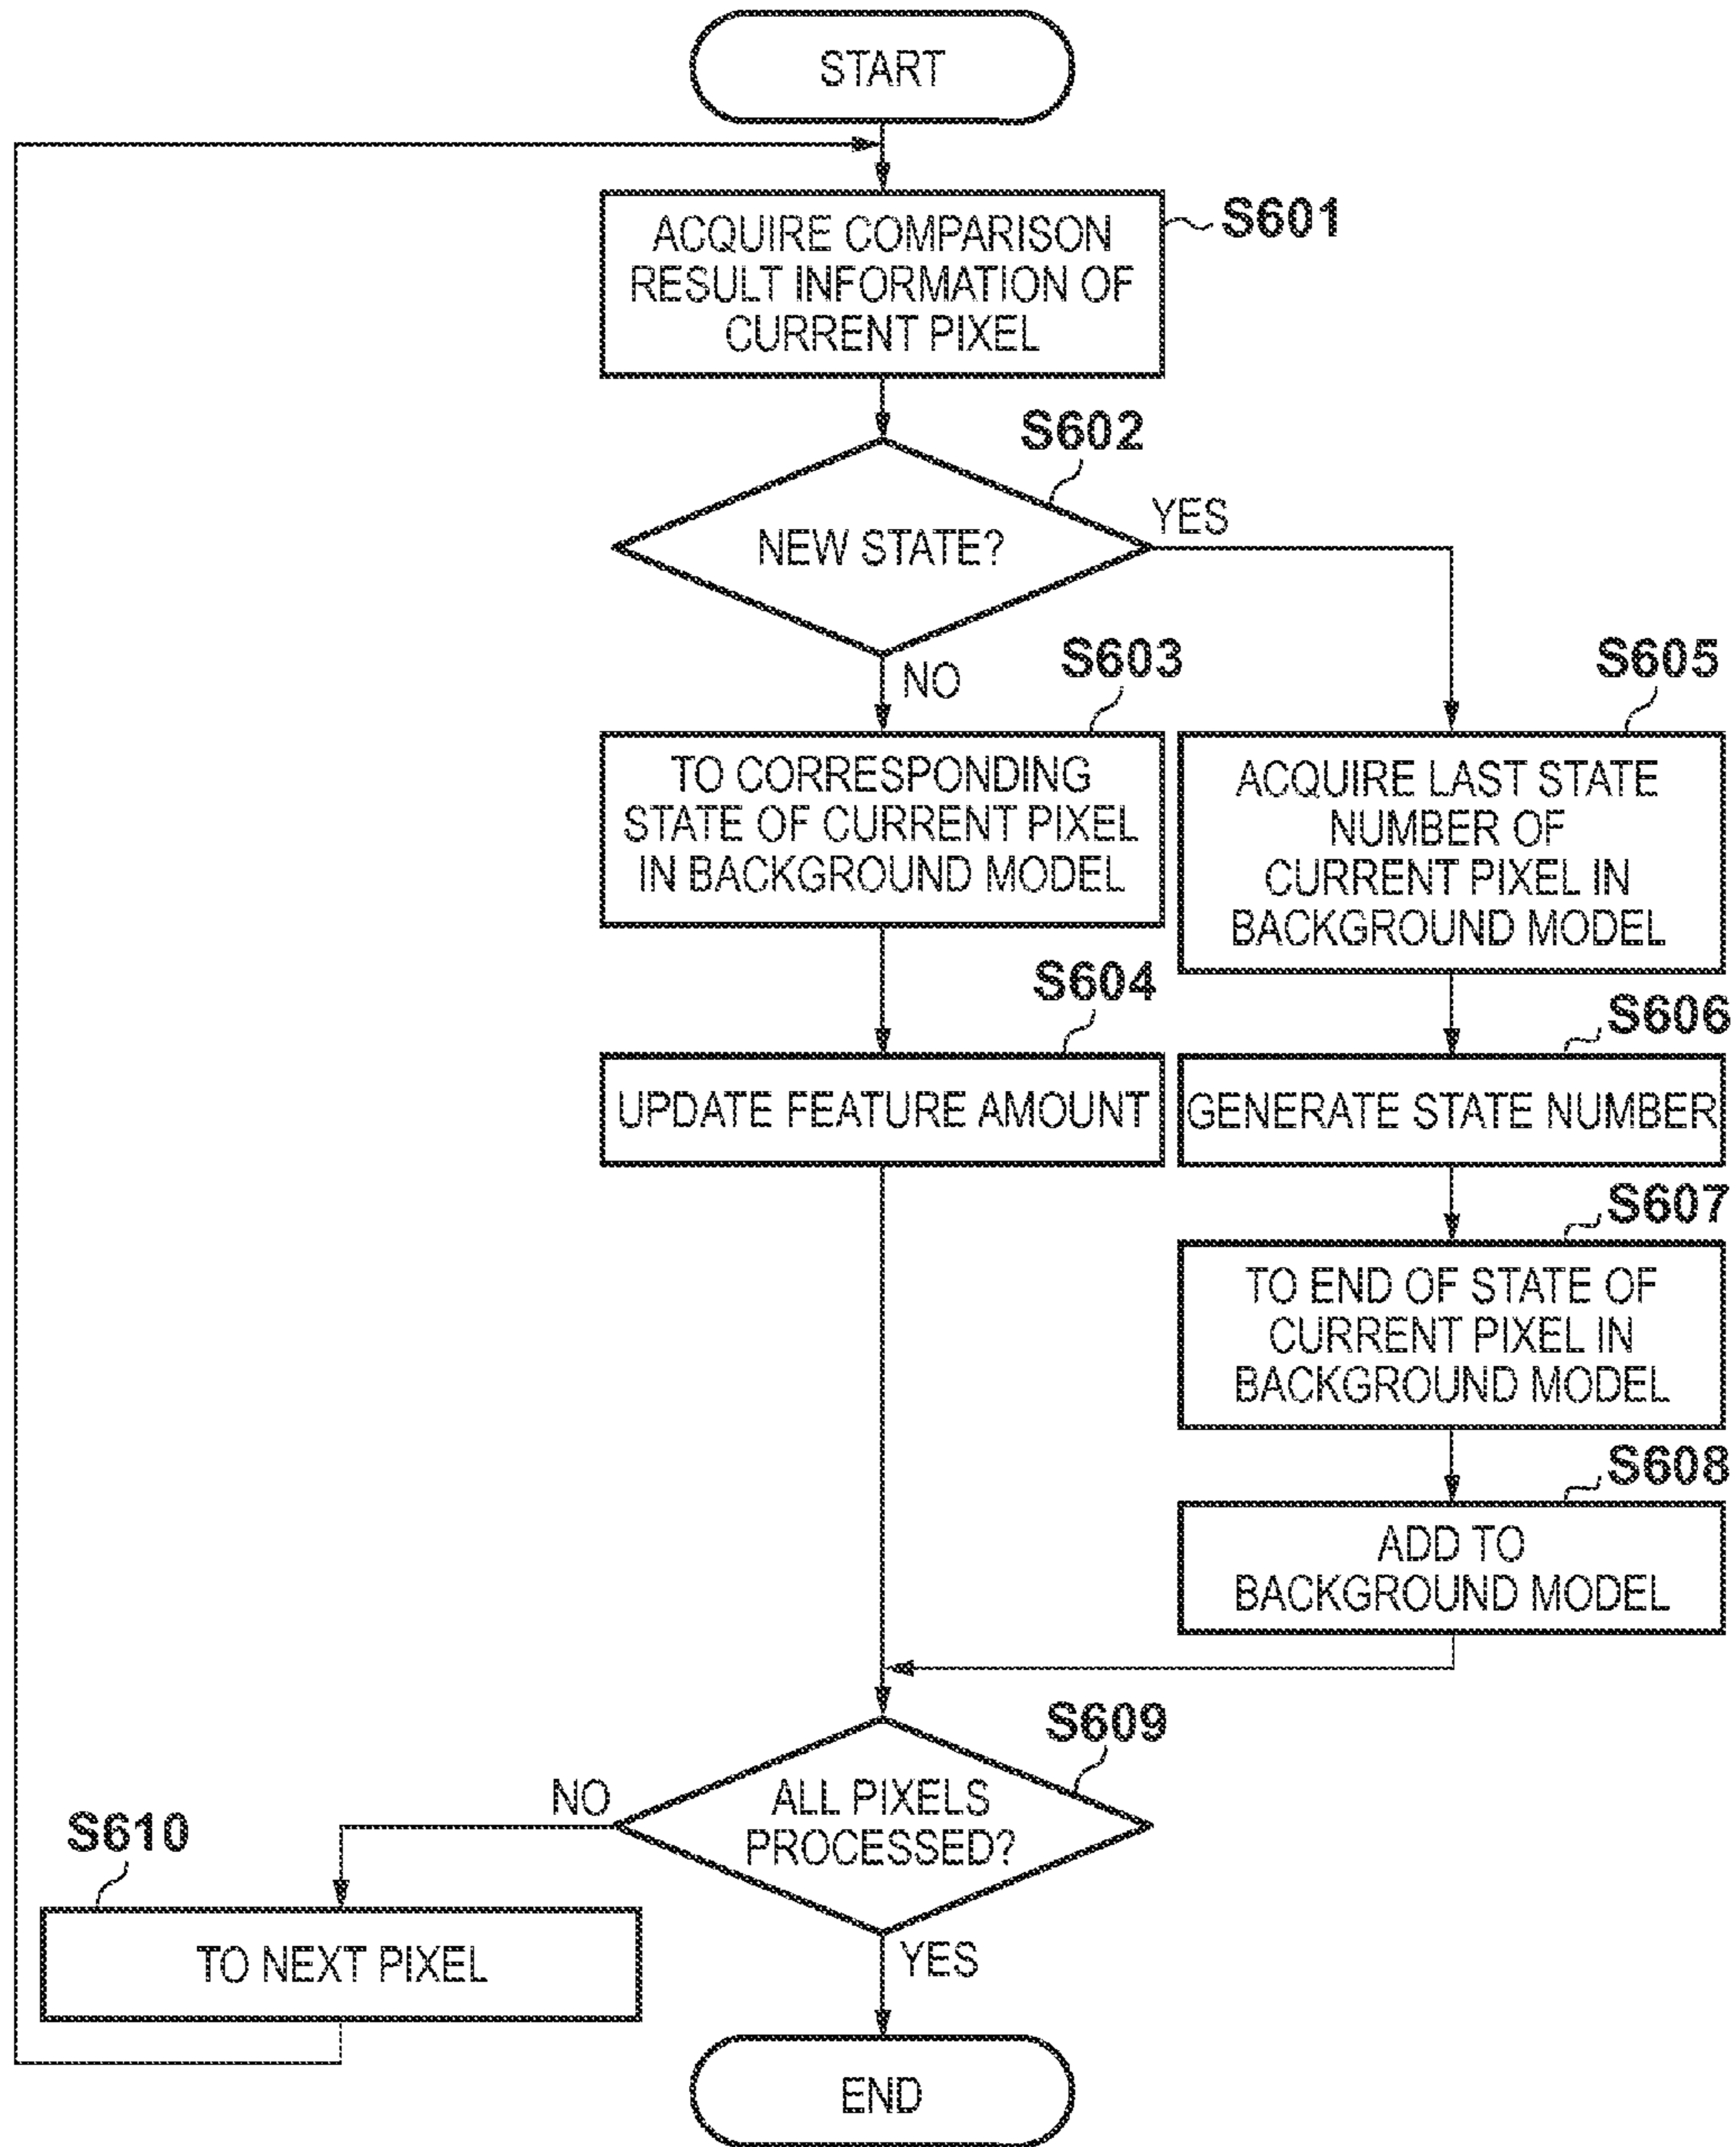 START
ACQUIRE COMPARISON
RESULT INFORMATION OF
CURRENT PIXEL
S601
S602
NEW STATE?
YES
NO
S603
TO CORRESPONDING
STATE OF CURRENT PIXEL
IN BACKGROUND MODEL
S604
UPDATE FEATURE AMOUNT
S605
ACQUIRE LAST STATE
NUMBER OF
CURRENT PIXEL IN
BACKGROUND MODEL
S606
GENERATE STATE NUMBER
S607
TO END OF STATE OF
CURRENT PIXEL IN
BACKGROUND MODEL
S608
ADD TO
BACKGROUND MODEL
S609
ALL PIXELS
PROCESSED?
NO
S610
TO NEXT PIXEL
YES
END